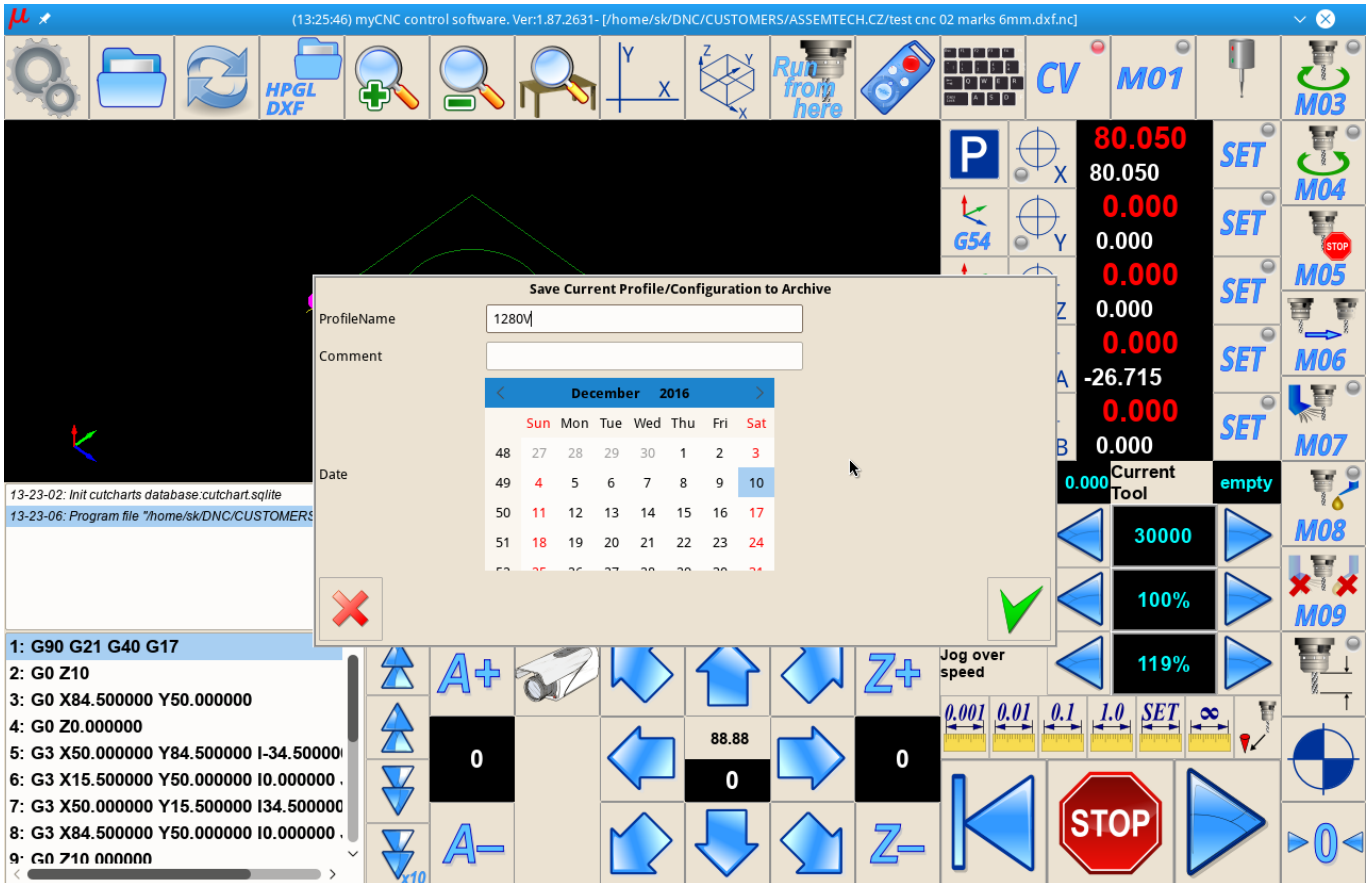 μ
(13:25:46) myCNC control software. Ver:1.87.2631- [/home/sk/DNC/CUSTOMERS/ASSEMTECH.CZ/test cnc 02 marks 6mm.dxf.nc]
HPGL
DXF
Y
X
Z
Y
X
Run
from
here
CV
M01
M03
P
X
80.050
80.050
SET
M04
G54
Y
0.000
0.000
SET
STOP
M05
Z
0.000
0.000
SET
M06
A
0.000
-26.715
SET
M07
B
0.000
0.000
SET
Save Current Profile/Configuration to Archive
ProfileName
1280V
Comment
Date
December 2016
Sun Mon Tue Wed Thu Fri Sat
48 27 28 29 30 1 2 3
49 4 5 6 7 8 9 10
50 11 12 13 14 15 16 17
51 18 19 20 21 22 23 24
13-23-02: Init cutcharts database:cutchart.sqlite
13-23-06: Program file "/home/sk/DNC/CUSTOMERS
0.000
Current
Tool
empty
M08
30000
100%
M09
Jog over
speed
119%
1: G90 G21 G40 G17
2: G0 Z10
3: G0 X84.500000 Y50.000000
4: G0 Z0.000000
5: G3 X50.000000 Y84.500000 I-34.50000
6: G3 X15.500000 Y50.000000 I0.000000
7: G3 X50.000000 Y15.500000 I34.500000
8: G3 X84.500000 Y50.000000 I0.000000
9: G0 Z10.000000
x10
A+
0
A−
88.88
0
Z+
0
Z−
0.001 0.01 0.1 1.0 SET ∞
STOP
0